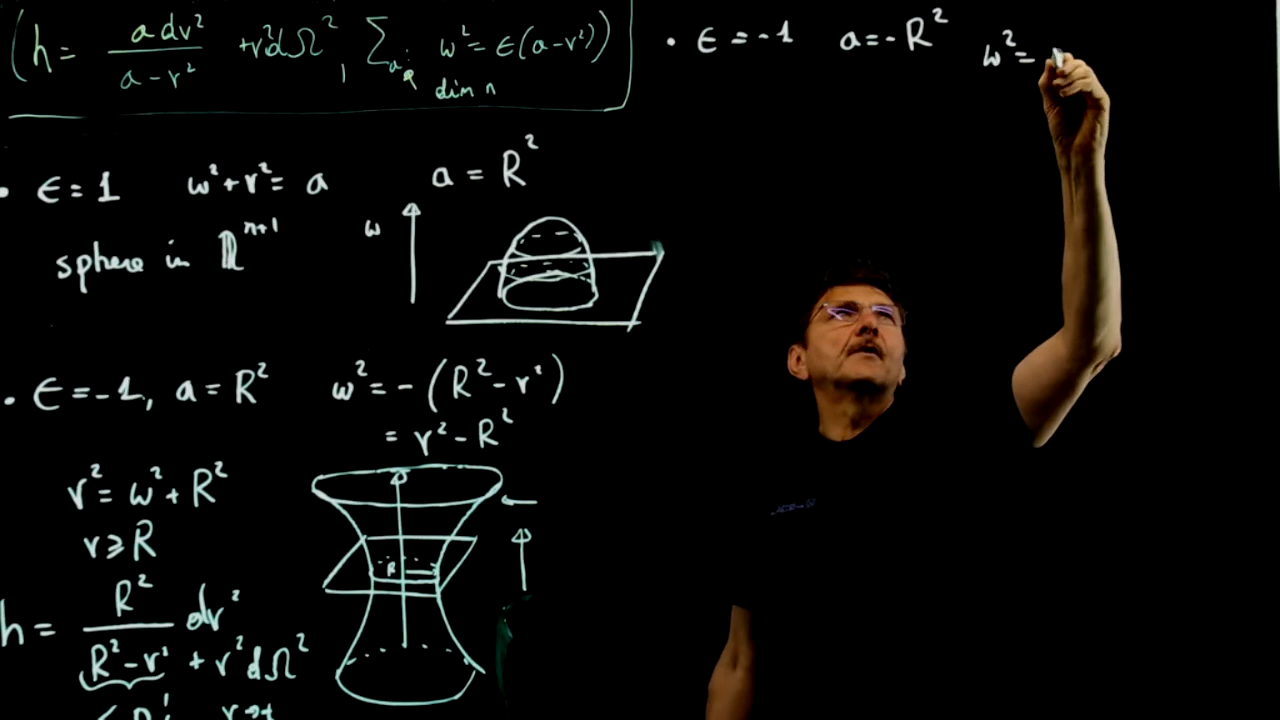 (h = a dr² / (a - r²) + r²dΩ², Σₐ: w² = ε(a - r²))
dim n
• ε = 1 w² + r² = a a = R²
sphere in ℝⁿ⁺¹
w
• ε = -1, a = R² w² = - (R² - r²)
= r² - R²
r² = w² + R²
r ≥ R
R
h = R² / (R² - r²) dr² + r²dΩ²
• ε = -1 a = -R² w² =